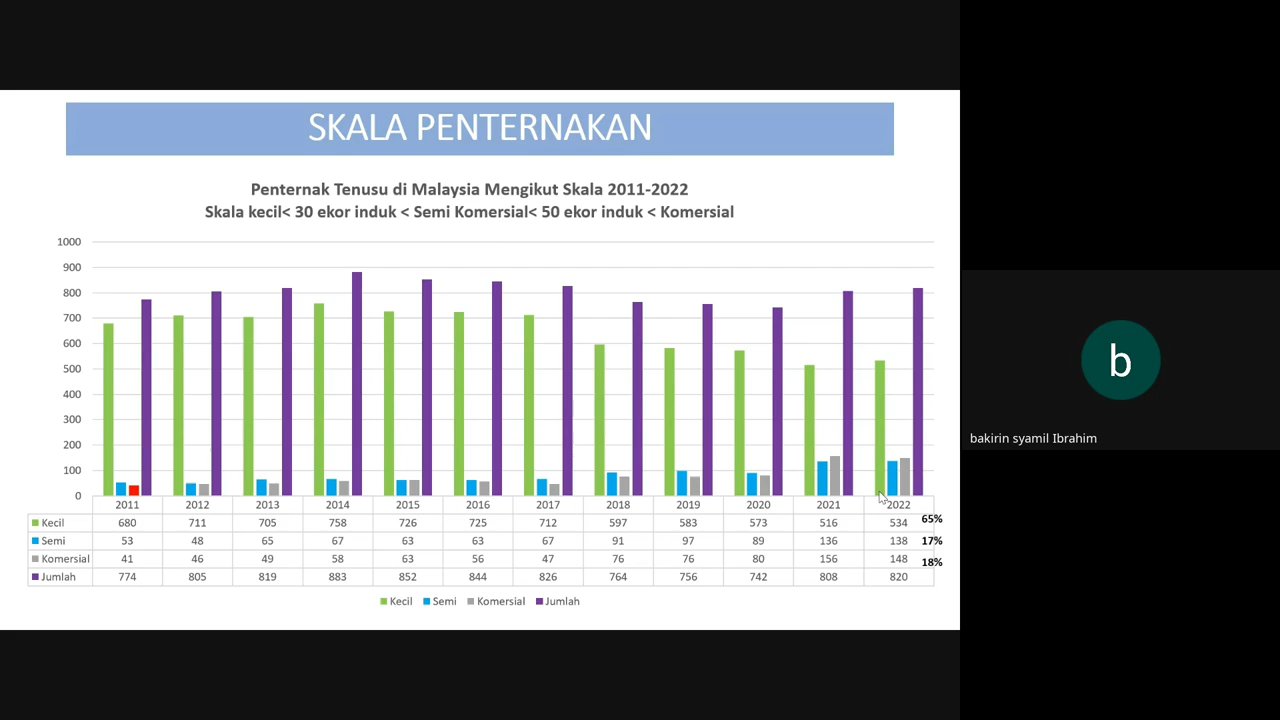 SKALA PENTERNAKAN
Penternak Tenusu di Malaysia Mengikut Skala 2011-2022
Skala kecil< 30 ekor induk < Semi Komersial< 50 ekor induk < Komersial
1000
900
800
700
600
500
400
300
200
100
0
2011 2012 2013 2014 2015 2016 2017 2018 2019 2020 2021 2022
Kecil 680 711 705 758 726 725 712 597 583 573 516 534 65%
Semi 53 48 65 67 63 63 67 91 97 89 136 138 17%
Komersial 41 46 49 58 63 56 47 76 76 80 156 148 18%
Jumlah 774 805 819 883 852 844 826 764 756 742 808 820
Kecil Semi Komersial Jumlah
b
bakirin syamil Ibrahim